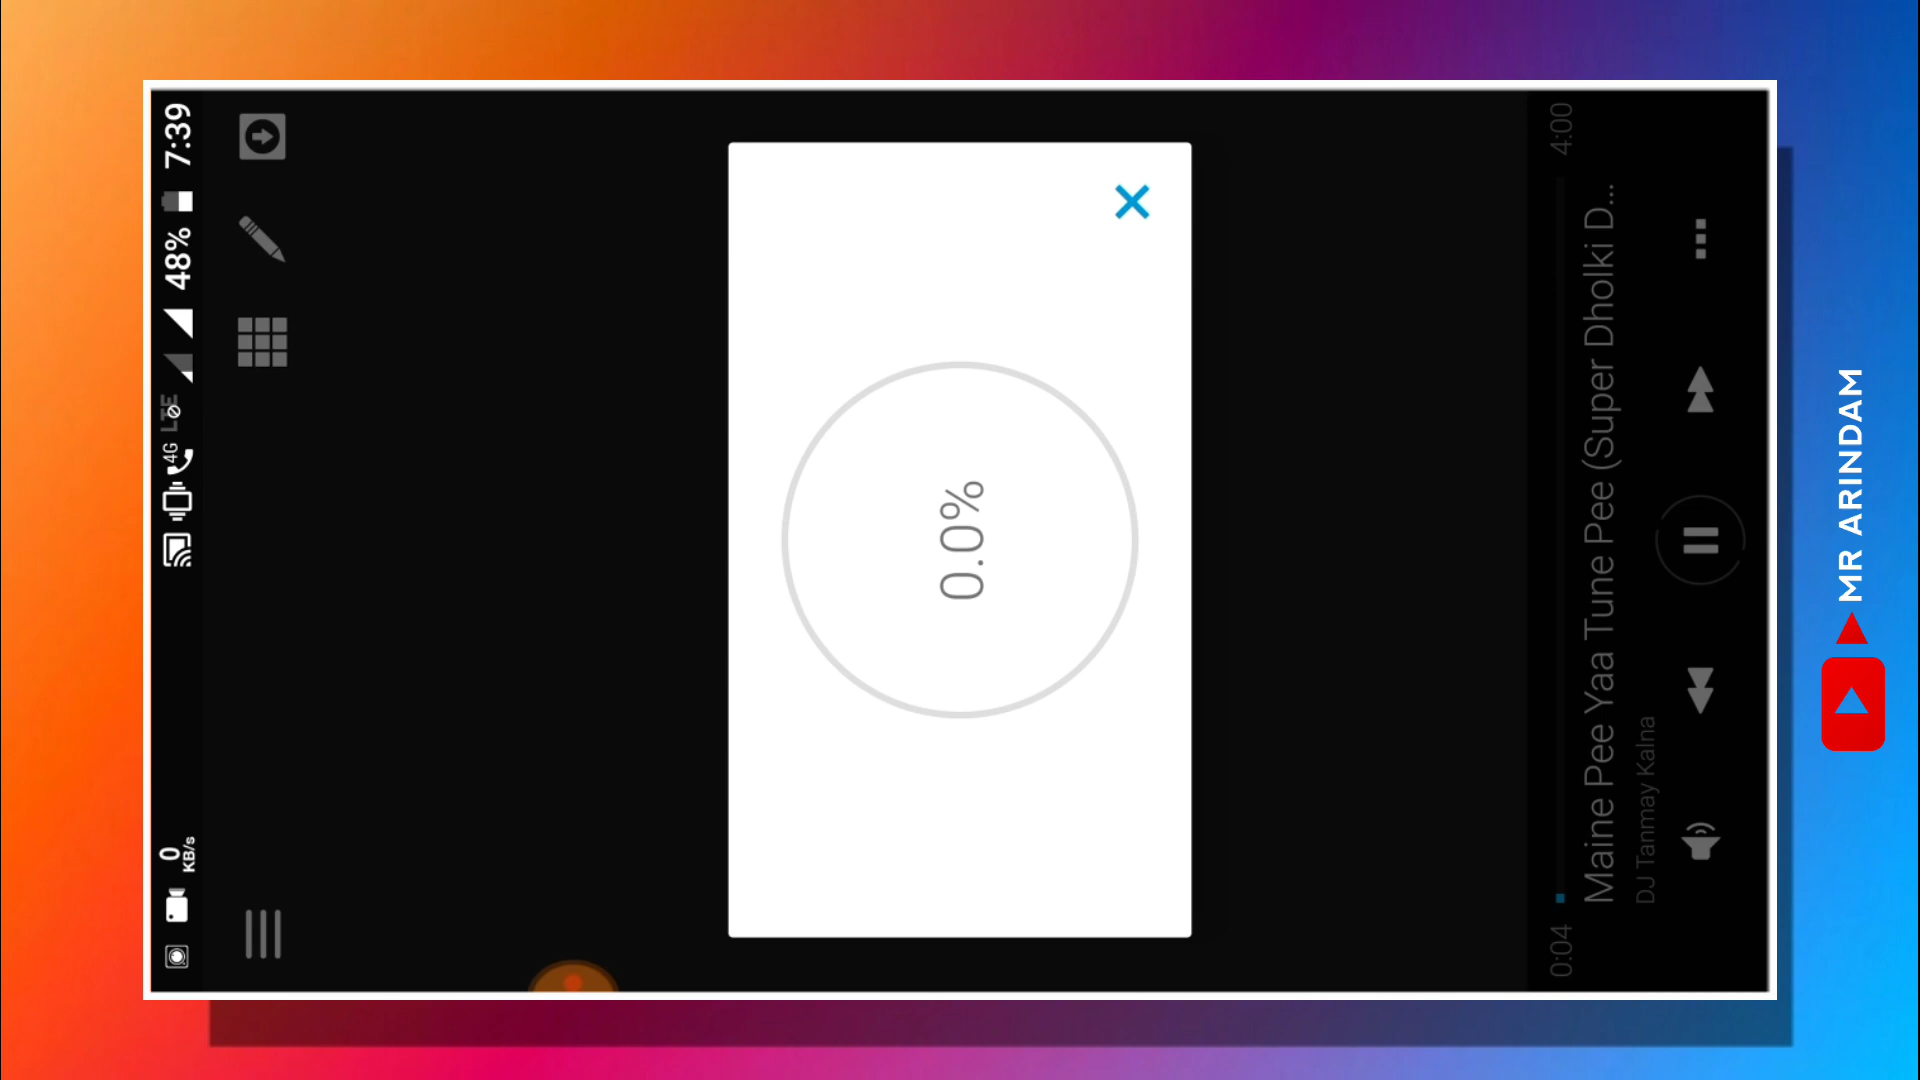 0
KB/s
4G
LTE
48%
7:39
0.0%
0:04
4:00
Maine Pee Yaa Tune Pee (Super Dholki D...
DJ Tanmay Kalna
MR ARINDAM